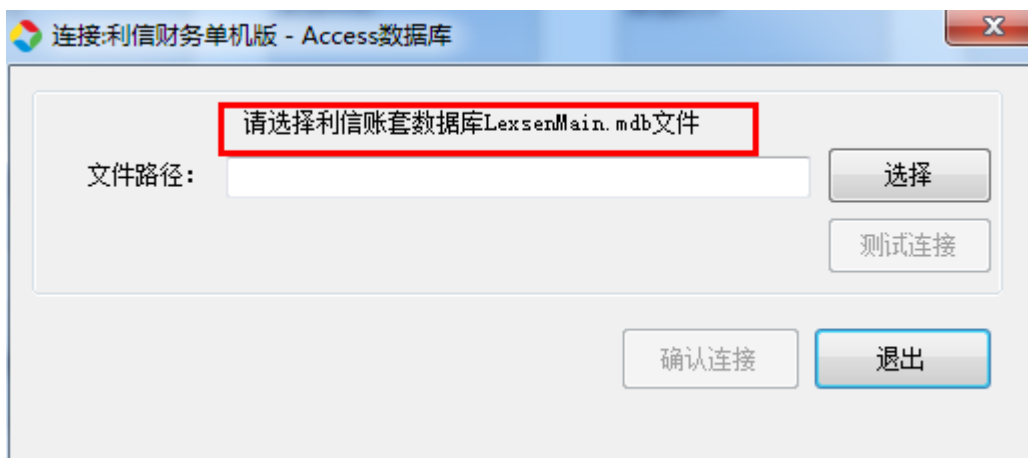 连接:利信财务单机版 - Access数据库
请选择利信账套数据库LexsenMain.mdb文件
文件路径：
选择
测试连接
确认连接
退出